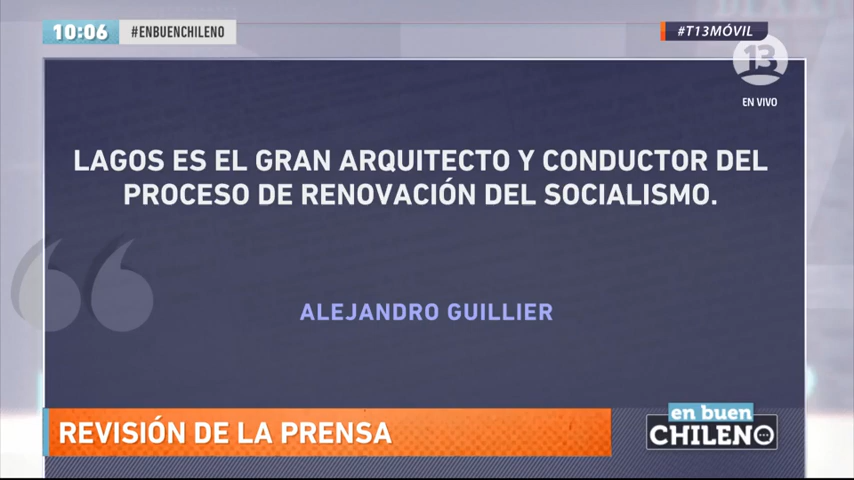 10:06
#ENBUENCHILENO
#T13MÓVIL
13
EN VIVO
LAGOS ES EL GRAN ARQUITECTO Y CONDUCTOR DEL
PROCESO DE RENOVACIÓN DEL SOCIALISMO.
ALEJANDRO GUILLIER
REVISIÓN DE LA PRENSA
en buen
CHILENO